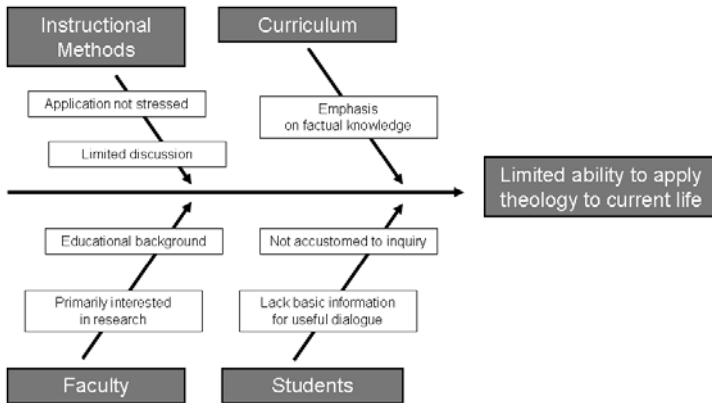 Instructional
Methods
Curriculum
Application not stressed
Emphasis
on factual knowledge
Limited discussion
Limited ability to apply
theology to current life
Educational background
Not accustomed to inquiry
Primarily interested
in research
Lack basic information
for useful dialogue
Faculty
Students